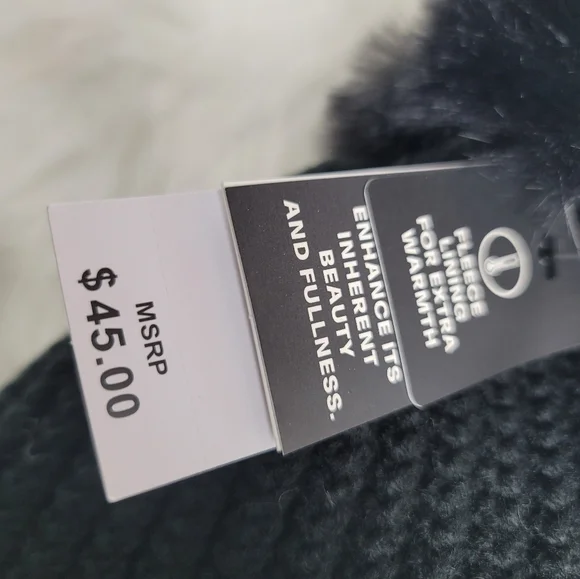 FLEECE
LINING
FOR EXTRA
WARMTH
ENHANCE ITS
INHERENT
BEAUTY
AND FULLNESS.
MSRP
$45.00